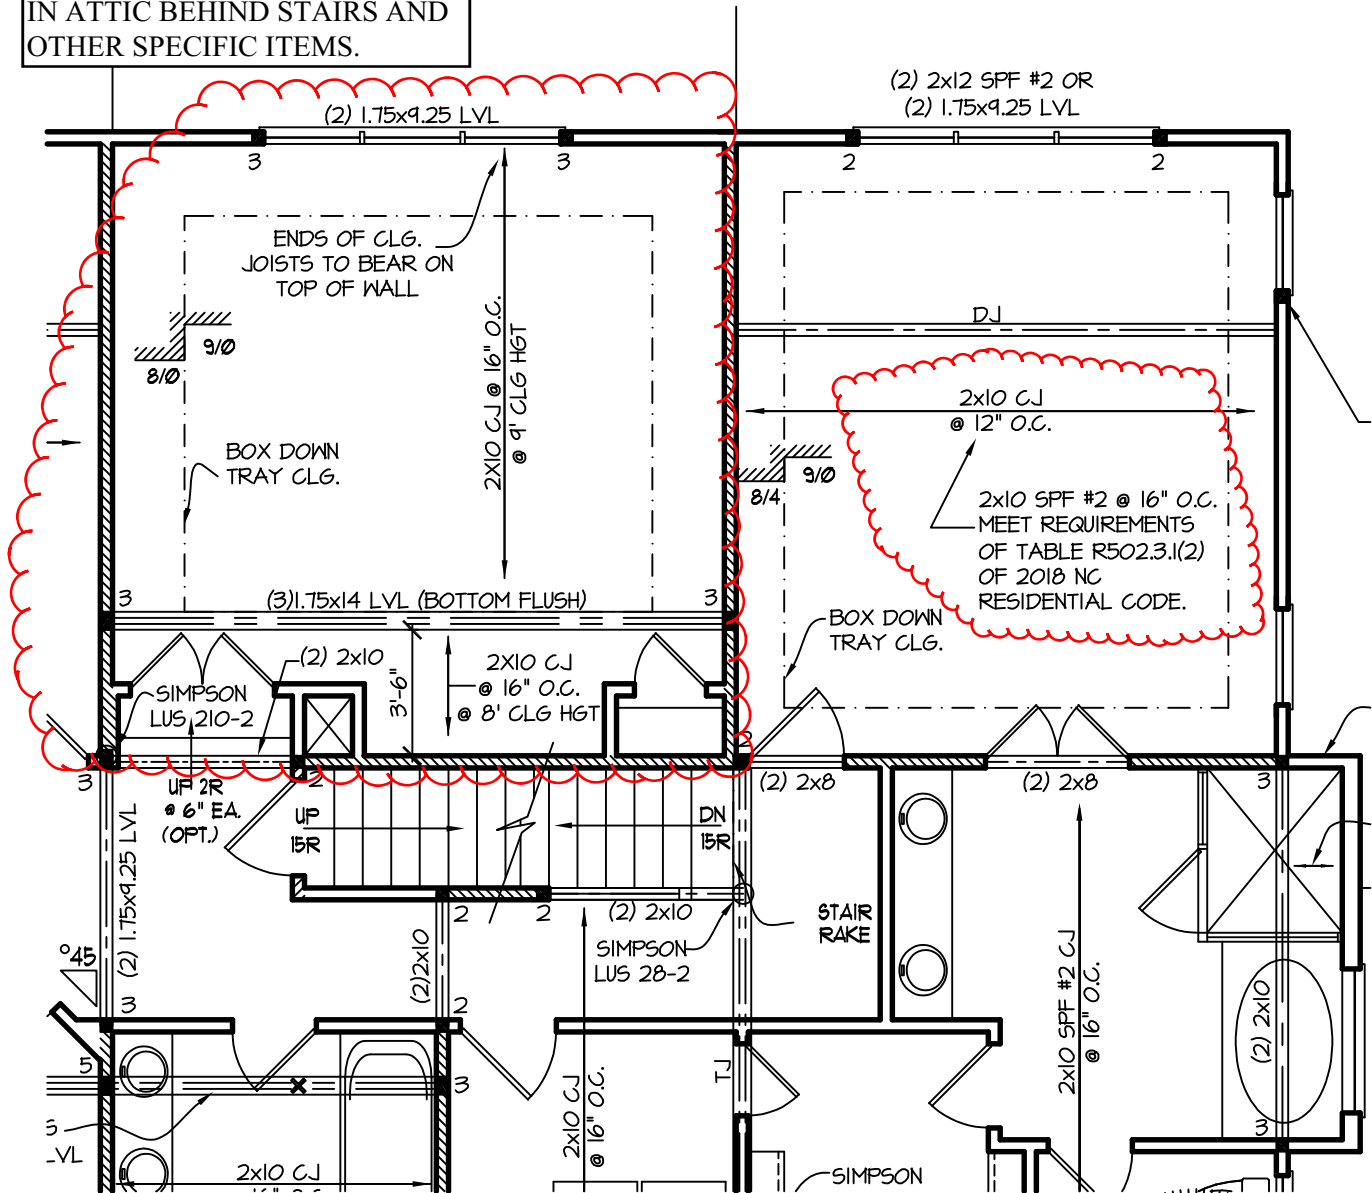 IN ATTIC BEHIND STAIRS AND
OTHER SPECIFIC ITEMS.
(2) 1.75x9.25 LVL
(2) 2x12 SPF #2 OR
(2) 1.75x9.25 LVL
3
3
2
2
ENDS OF CLG.
JOISTS TO BEAR ON
TOP OF WALL
2X10 CJ @ 16" O.C.
@ 9' CLG HGT
9/0
8/0
DJ
2x10 CJ
@ 12" O.C.
BOX DOWN
TRAY CLG.
8/4
9/0
2x10 SPF #2 @ 16" O.C.
MEET REQUIREMENTS
OF TABLE R502.3.1(2)
OF 2018 NC
RESIDENTIAL CODE.
3
(3)1.75x14 LVL (BOTTOM FLUSH)
3
BOX DOWN
TRAY CLG.
(2) 2x10
SIMPSON
LUS 210-2
3'-6"
2X10 CJ
@ 16" O.C.
@ 8' CLG HGT
2
3
2
(2) 2x8
(2) 2x8
3
UP 2R
@ 6" EA.
(OPT.)
UP
15R
DN
15R
(2) 1.75x9.25 LVL
2
2
(2) 2x10
STAIR
RAKE
SIMPSON
LUS 28-2
(2)2x10
°45
3
2
2x10 SPF #2 CJ
@ 16" O.C.
(2) 2x10
5
3
TJ
2x10 CJ
@ 16" O.C.
3
LVL
2x10 CJ
SIMPSON